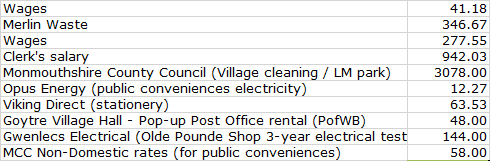 Wages 41.18
Merlin Waste 346.67
Wages 277.55
Clerk's salary 942.03
Monmouthshire County Council (Village cleaning / LM park) 3078.00
Opus Energy (public conveniences electricity) 12.27
Viking Direct (stationery) 63.53
Goytre Village Hall - Pop-up Post Office rental (PofWB) 48.00
Gwenlecs Electrical (Olde Pounde Shop 3-year electrical test 144.00
MCC Non-Domestic rates (for public conveniences) 58.00